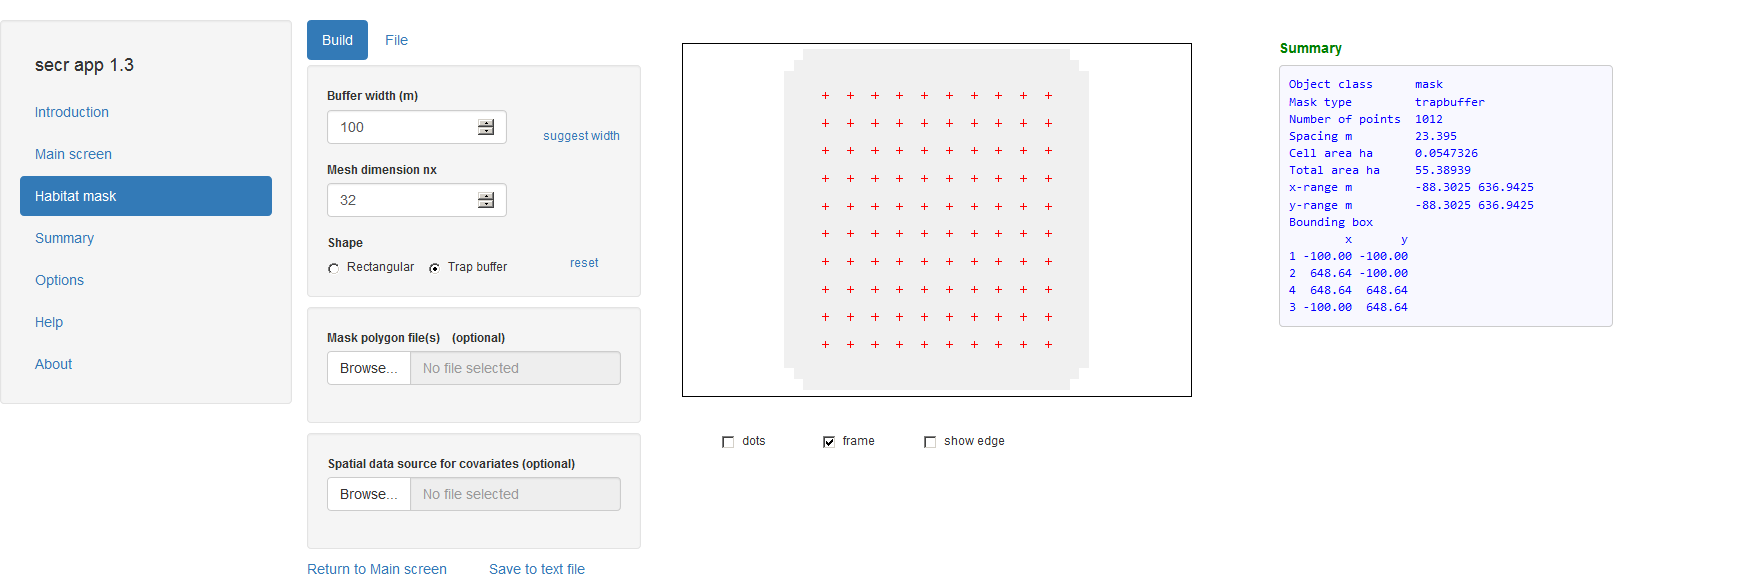 secr app 1.3
Introduction
Main screen
Habitat mask
Summary
Options
Help
About
Build File
Buffer width (m)
100
suggest width
Mesh dimension nx
32
Shape
Rectangular Trap buffer reset
Mask polygon file(s) (optional)
Browse... No file selected
Spatial data source for covariates (optional)
Browse... No file selected
Return to Main screen Save to text file
dots frame show edge
Summary
Object class mask
Mask type trapbuffer
Number of points 1012
Spacing m 23.395
Cell area ha 0.0547326
Total area ha 55.38939
x-range m -88.3025 636.9425
y-range m -88.3025 636.9425
Bounding box
x y
1 -100.00 -100.00
2 648.64 -100.00
4 648.64 648.64
3 -100.00 648.64